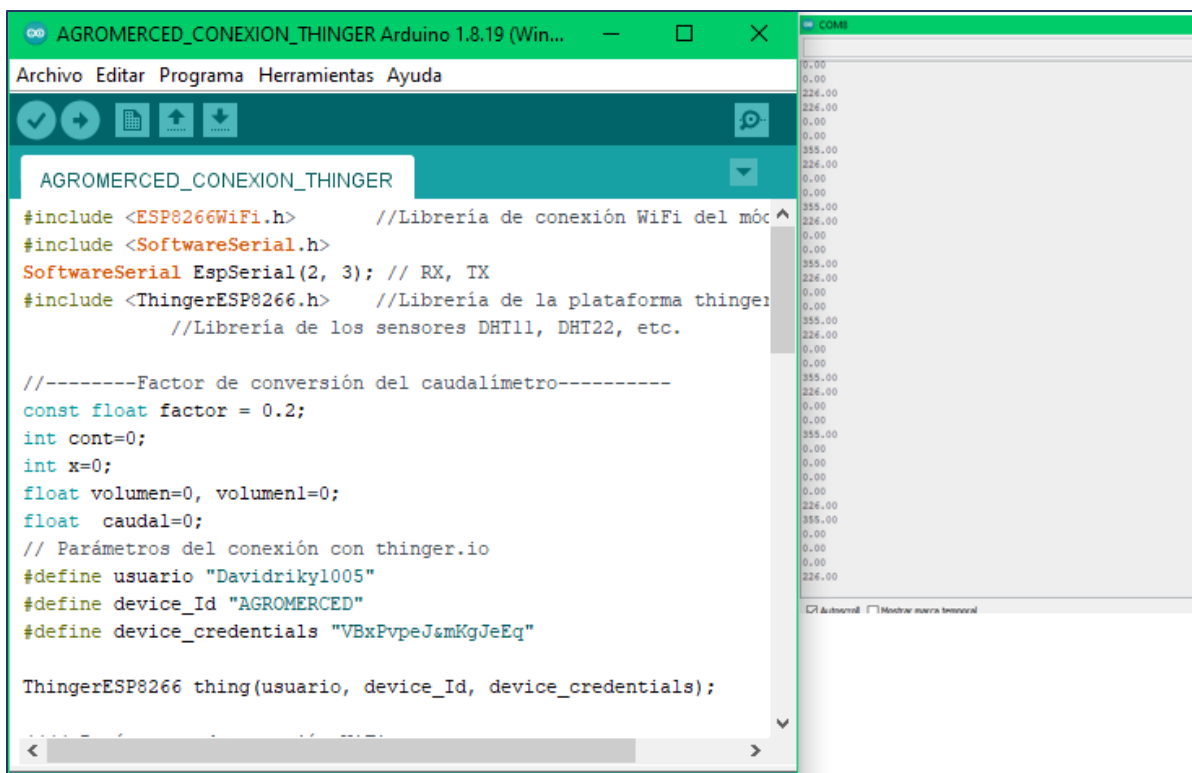 AGROMERCED_CONEXION_THINGER Arduino 1.8.19 (Win...
Archivo Editar Programa Herramientas Ayuda
AGROMERCED_CONEXION_THINGER
#include <ESP8266WiFi.h> //Librería de conexión WiFi del móc
#include <SoftwareSerial.h>
SoftwareSerial EspSerial(2, 3); // RX, TX
#include <ThingerESP8266.h> //Librería de la plataforma thinger
//Librería de los sensores DHT11, DHT22, etc.
//--------Factor de conversión del caudalímetro----------
const float factor = 0.2;
int cont=0;
int x=0;
float volumen=0, volumen1=0;
float caudal=0;
// Parámetros del conexión con thinger.io
#define usuario "Davidriky1005"
#define device_Id "AGROMERCED"
#define device_credentials "VBxPvpeJ&mKgJeEq"
ThingerESP8266 thing(usuario, device_Id, device_credentials);
COM8
0.00
0.00
226.00
226.00
0.00
0.00
355.00
226.00
0.00
0.00
355.00
226.00
0.00
0.00
355.00
226.00
0.00
0.00
355.00
226.00
0.00
0.00
355.00
226.00
0.00
0.00
355.00
0.00
0.00
0.00
0.00
226.00
355.00
0.00
0.00
0.00
226.00
Autoscroll Mostrar marca temporal